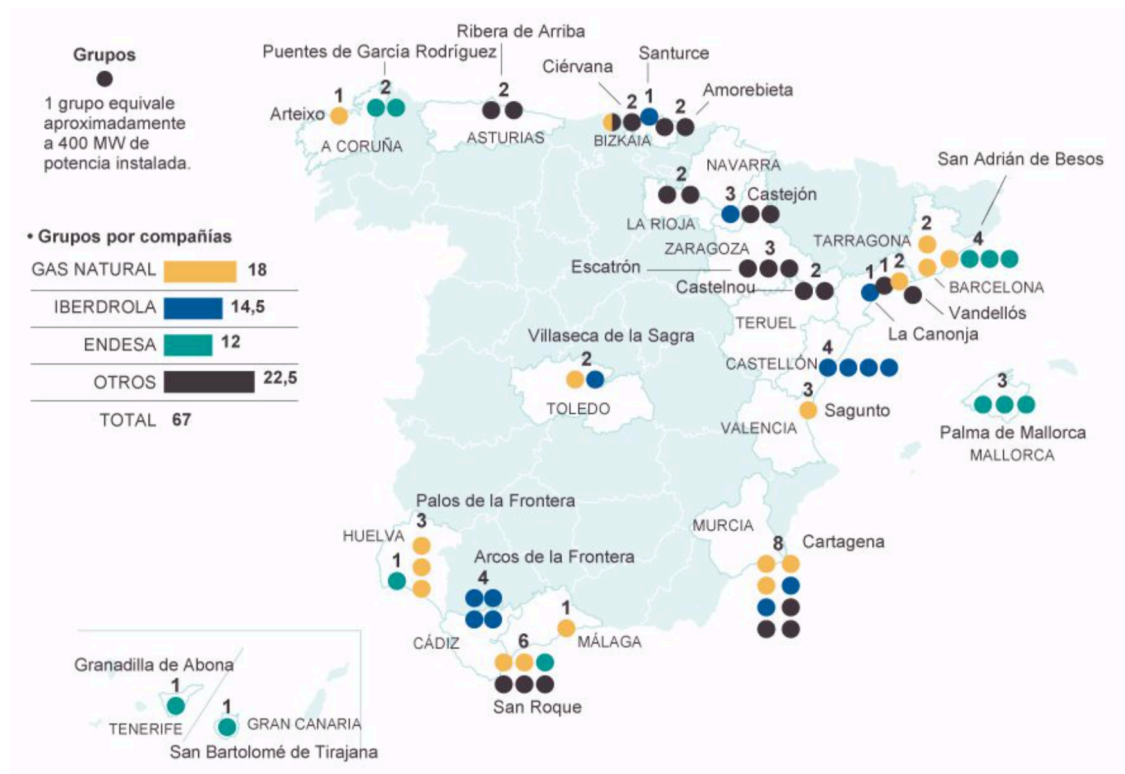 Grupos
1 grupo equivale
aproximadamente
a 400 MW de
potencia instalada.
• Grupos por compañías
GAS NATURAL 18
IBERDROLA 14,5
ENDESA 12
OTROS 22,5
TOTAL 67
Ribera de Arriba
Puentes de García Rodríguez
Santurce
Ciérvana
Amorebieta
Arteixo
1
2
2
2
1
2
A CORUÑA
ASTURIAS
BIZKAIA
NAVARRA
San Adrián de Besos
2
LA RIOJA
3
Castejón
TARRAGONA
2
4
BARCELONA
ZARAGOZA
3
Escatrón
Castelnou
2
1
1
2
Vandellós
La Canonja
TERUEL
Villaseca de la Sagra
2
TOLEDO
CASTELLÓN
4
3
Sagunto
VALENCIA
3
Palma de Mallorca
MALLORCA
Palos de la Frontera
HUELVA
3
1
Arcos de la Frontera
4
CÁDIZ
1
MÁLAGA
6
San Roque
MURCIA
8
Cartagena
Granadilla de Abona
1
TENERIFE
1
GRAN CANARIA
San Bartolomé de Tirajana